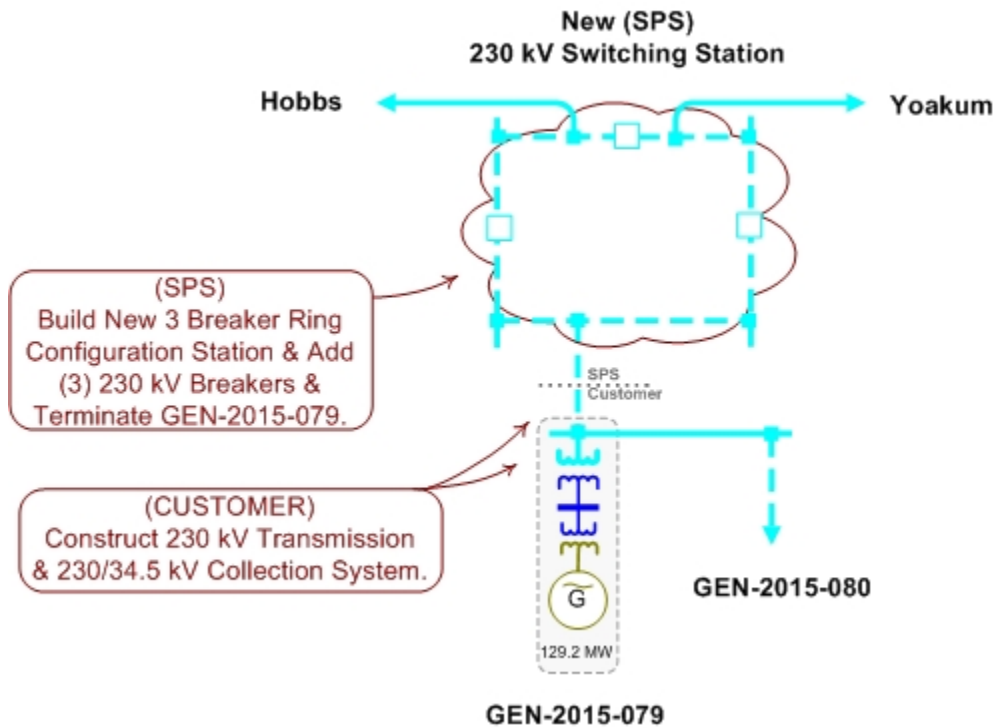 New (SPS)
230 kV Switching Station
Hobbs
Yoakum
(SPS)
Build New 3 Breaker Ring
Configuration Station & Add
(3) 230 kV Breakers &
Terminate GEN-2015-079.
SPS
Customer
(CUSTOMER)
Construct 230 kV Transmission
& 230/34.5 kV Collection System.
GEN-2015-080
G
129.2 MW
GEN-2015-079